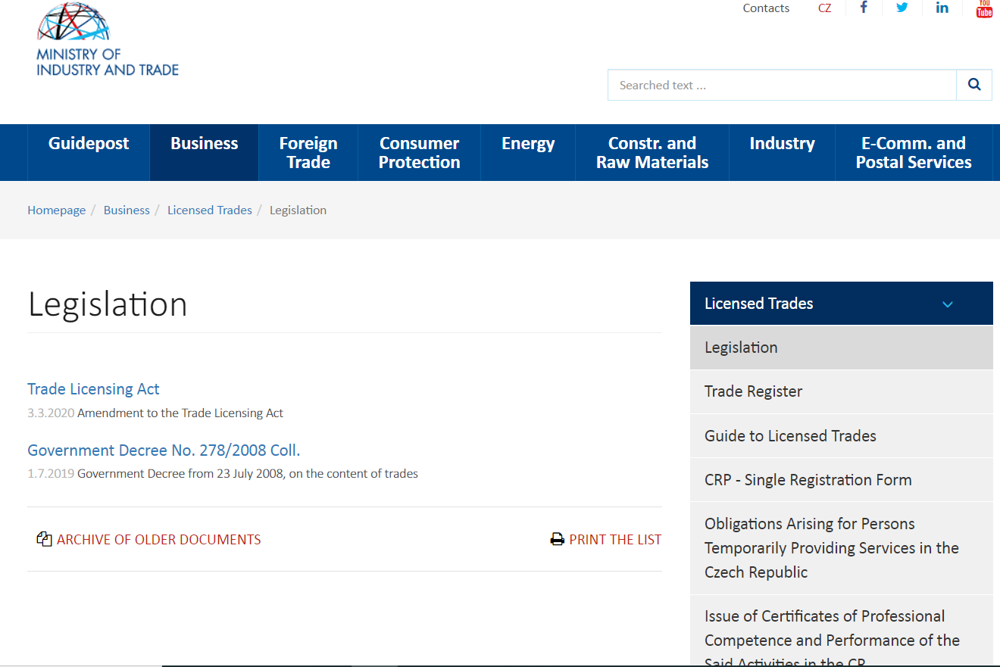 MINISTRY OF
INDUSTRY AND TRADE
Contacts CZ
You
Tube
Searched text ...
Guidepost
Business
Foreign
Trade
Consumer
Protection
Energy
Constr. and
Raw Materials
Industry
E-Comm. and
Postal Services
Homepage / Business / Licensed Trades / Legislation
Legislation
Trade Licensing Act
3.3.2020 Amendment to the Trade Licensing Act
Government Decree No. 278/2008 Coll.
1.7.2019 Government Decree from 23 July 2008, on the content of trades
ARCHIVE OF OLDER DOCUMENTS
PRINT THE LIST
Licensed Trades
Legislation
Trade Register
Guide to Licensed Trades
CRP - Single Registration Form
Obligations Arising for Persons
Temporarily Providing Services in the
Czech Republic
Issue of Certificates of Professional
Competence and Performance of the
Said Activities in the CR